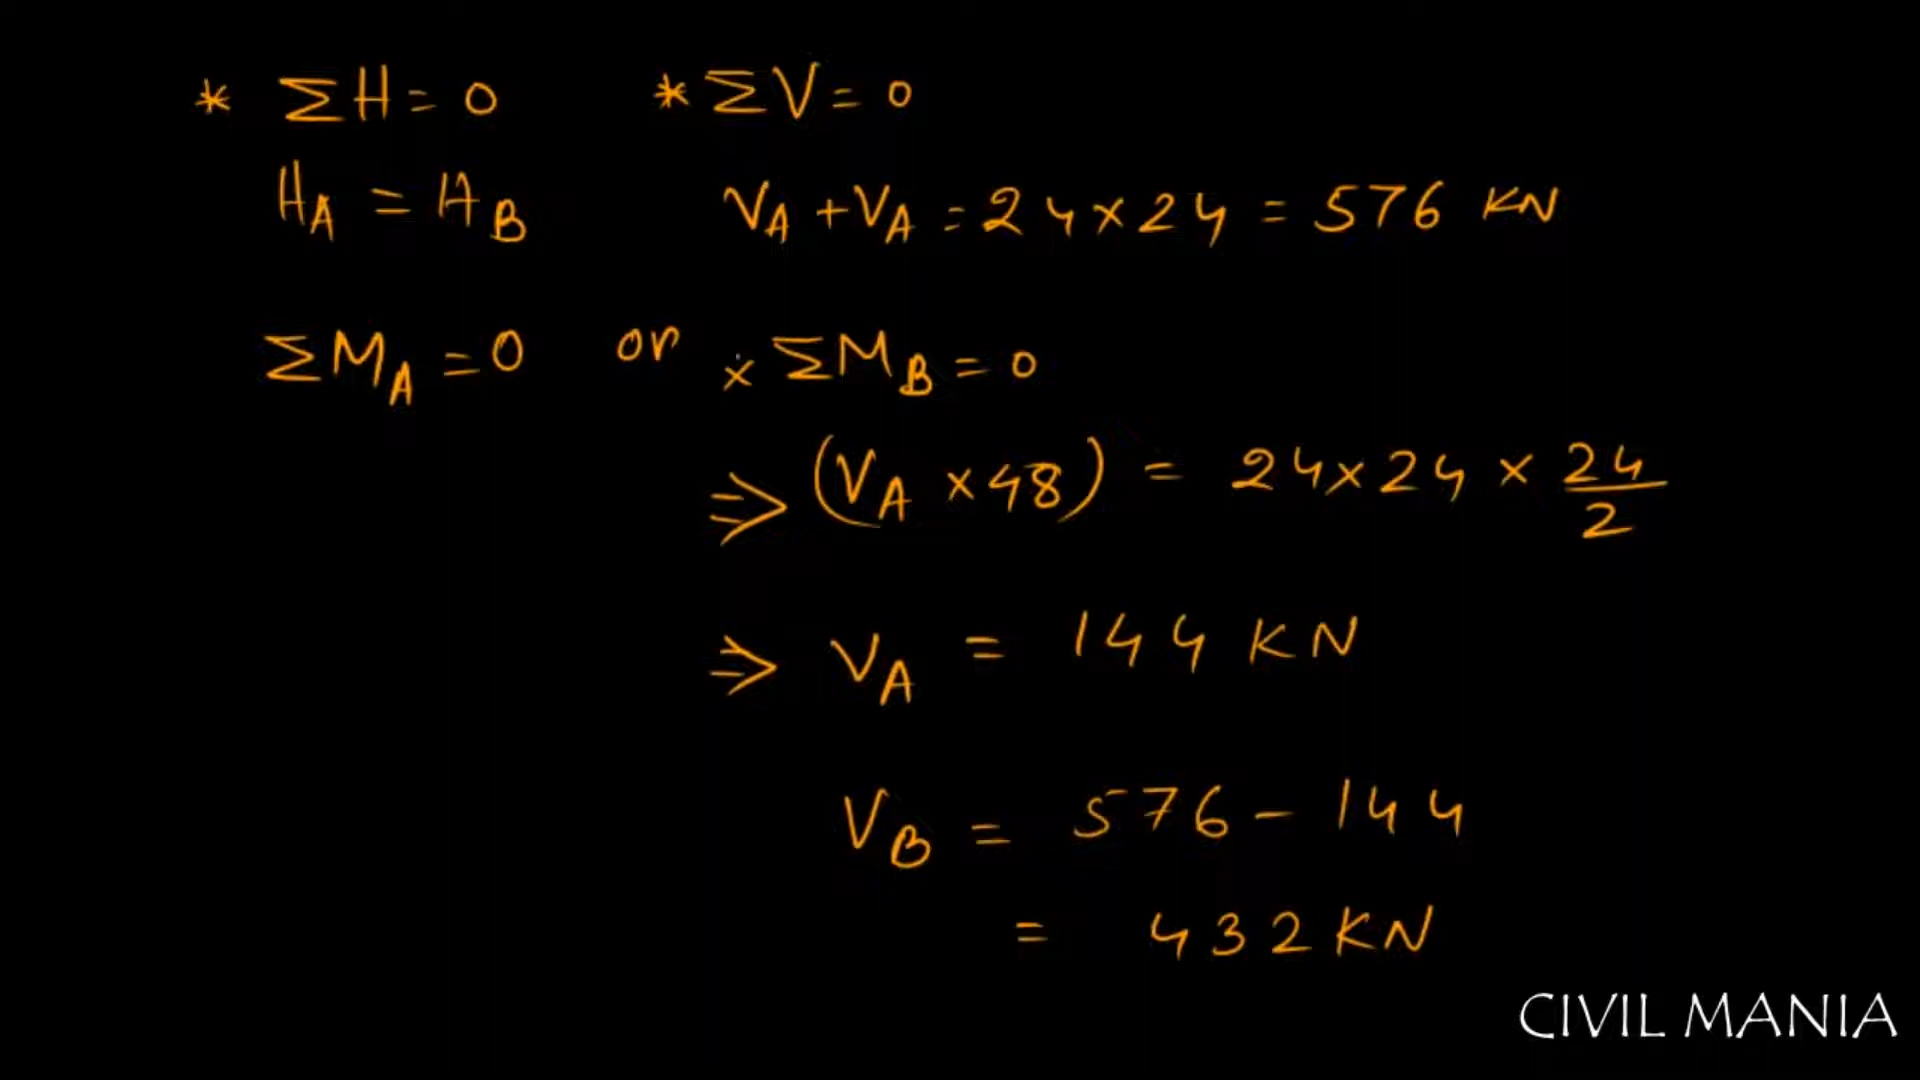 * ΣH = 0 * ΣV = 0
HA = HB VA + VA = 24 × 24 = 576 KN
ΣMA = 0 or × ΣMB = 0
⇒ (VA × 48) = 24 × 24 × 24/2
⇒ VA = 144 KN
VB = 576 - 144
= 432 KN
CIVIL MANIA